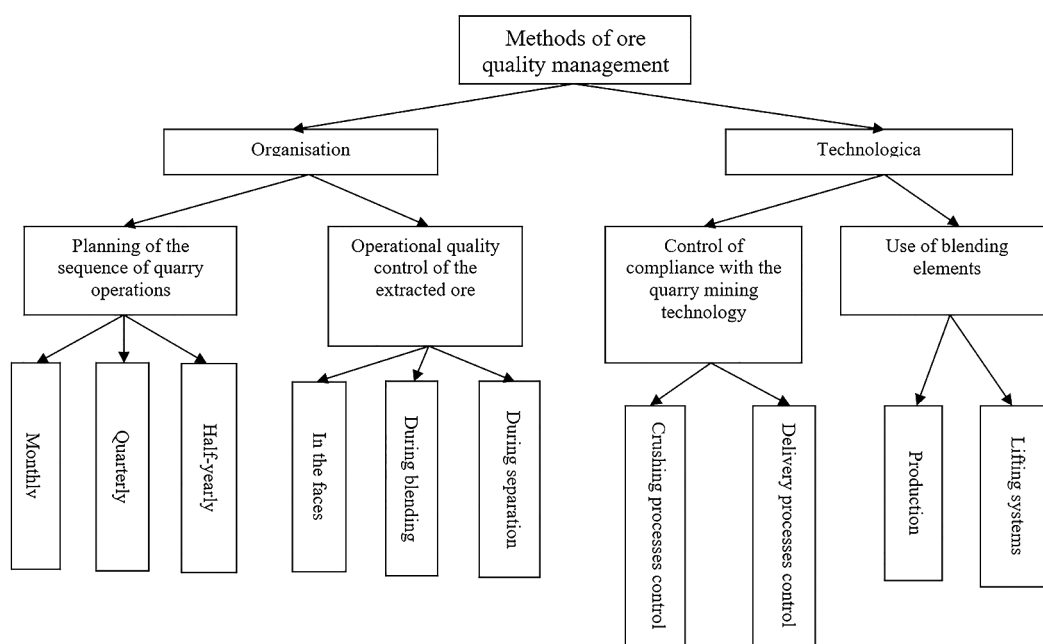 Methods of ore
quality management
Organisation
Technologica
Planning of the
sequence of quarry
operations
Operational quality
control of the
extracted ore
Control of
compliance with the
quarry mining
technology
Use of blending
elements
Monthly
Quarterly
Half-yearly
In the faces
During blending
During separation
Crushing processes control
Delivery processes control
Production
Lifting systems